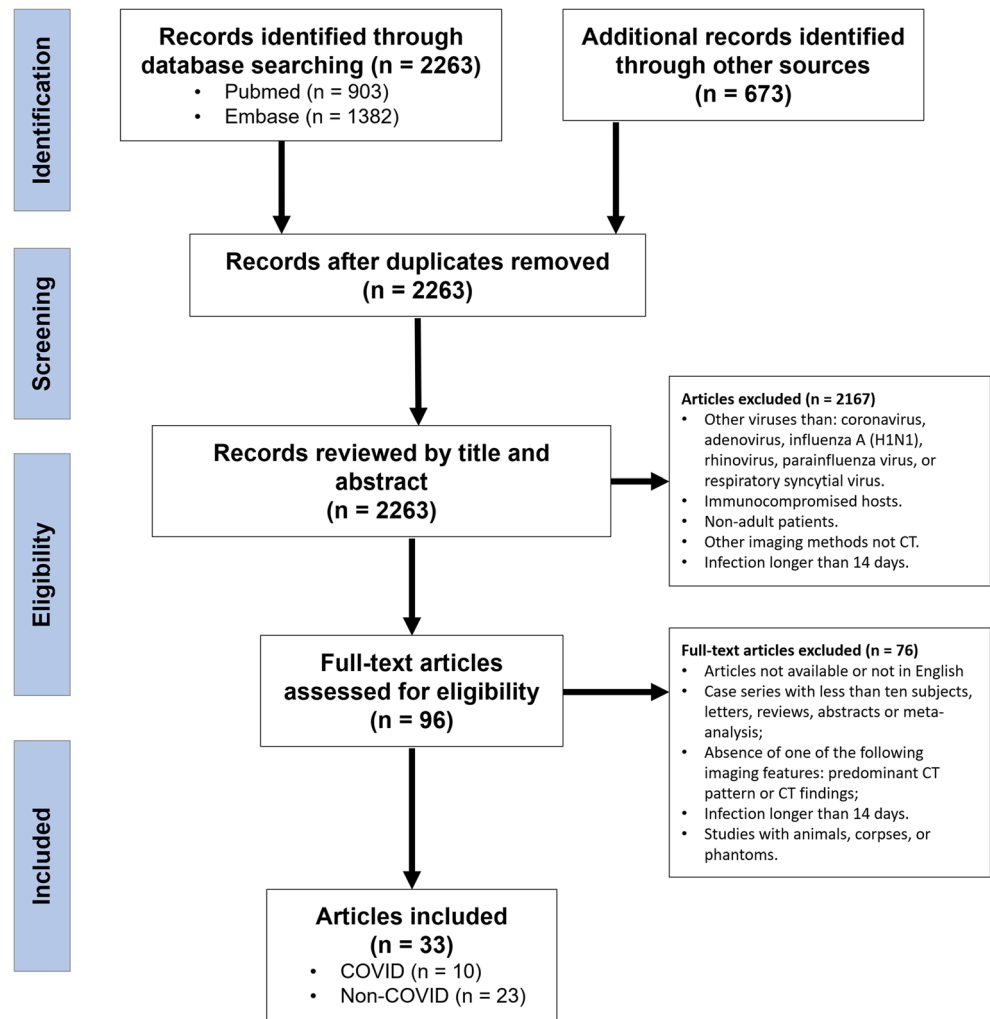 Identification
Records identified through
database searching (n = 2263)
• Pubmed (n = 903)
• Embase (n = 1382)
Additional records identified
through other sources
(n = 673)
Screening
Records after duplicates removed
(n = 2263)
Eligibility
Records reviewed by title and
abstract
(n = 2263)
Articles excluded (n = 2167)
• Other viruses than: coronavirus,
adenovirus, influenza A (H1N1),
rhinovirus, parainfluenza virus, or
respiratory syncytial virus.
• Immunocompromised hosts.
• Non-adult patients.
• Other imaging methods not CT.
• Infection longer than 14 days.
Full-text articles
assessed for eligibility
(n = 96)
Full-text articles excluded (n = 76)
• Articles not available or not in English
• Case series with less than ten subjects,
letters, reviews, abstracts or meta-
analysis;
• Absence of one of the following
imaging features: predominant CT
pattern or CT findings;
• Infection longer than 14 days.
• Studies with animals, corpses, or
phantoms.
Included
Articles included
(n = 33)
• COVID (n = 10)
• Non-COVID (n = 23)